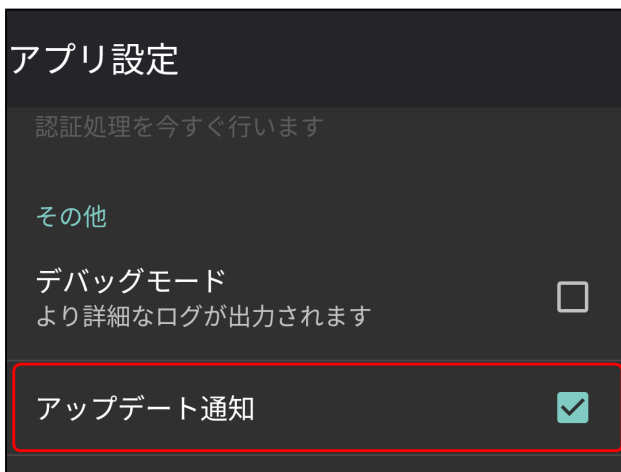 アプリ設定
認証処理を今すぐ行います
その他
デバッグモード
より詳細なログが出力されます
アップデート通知